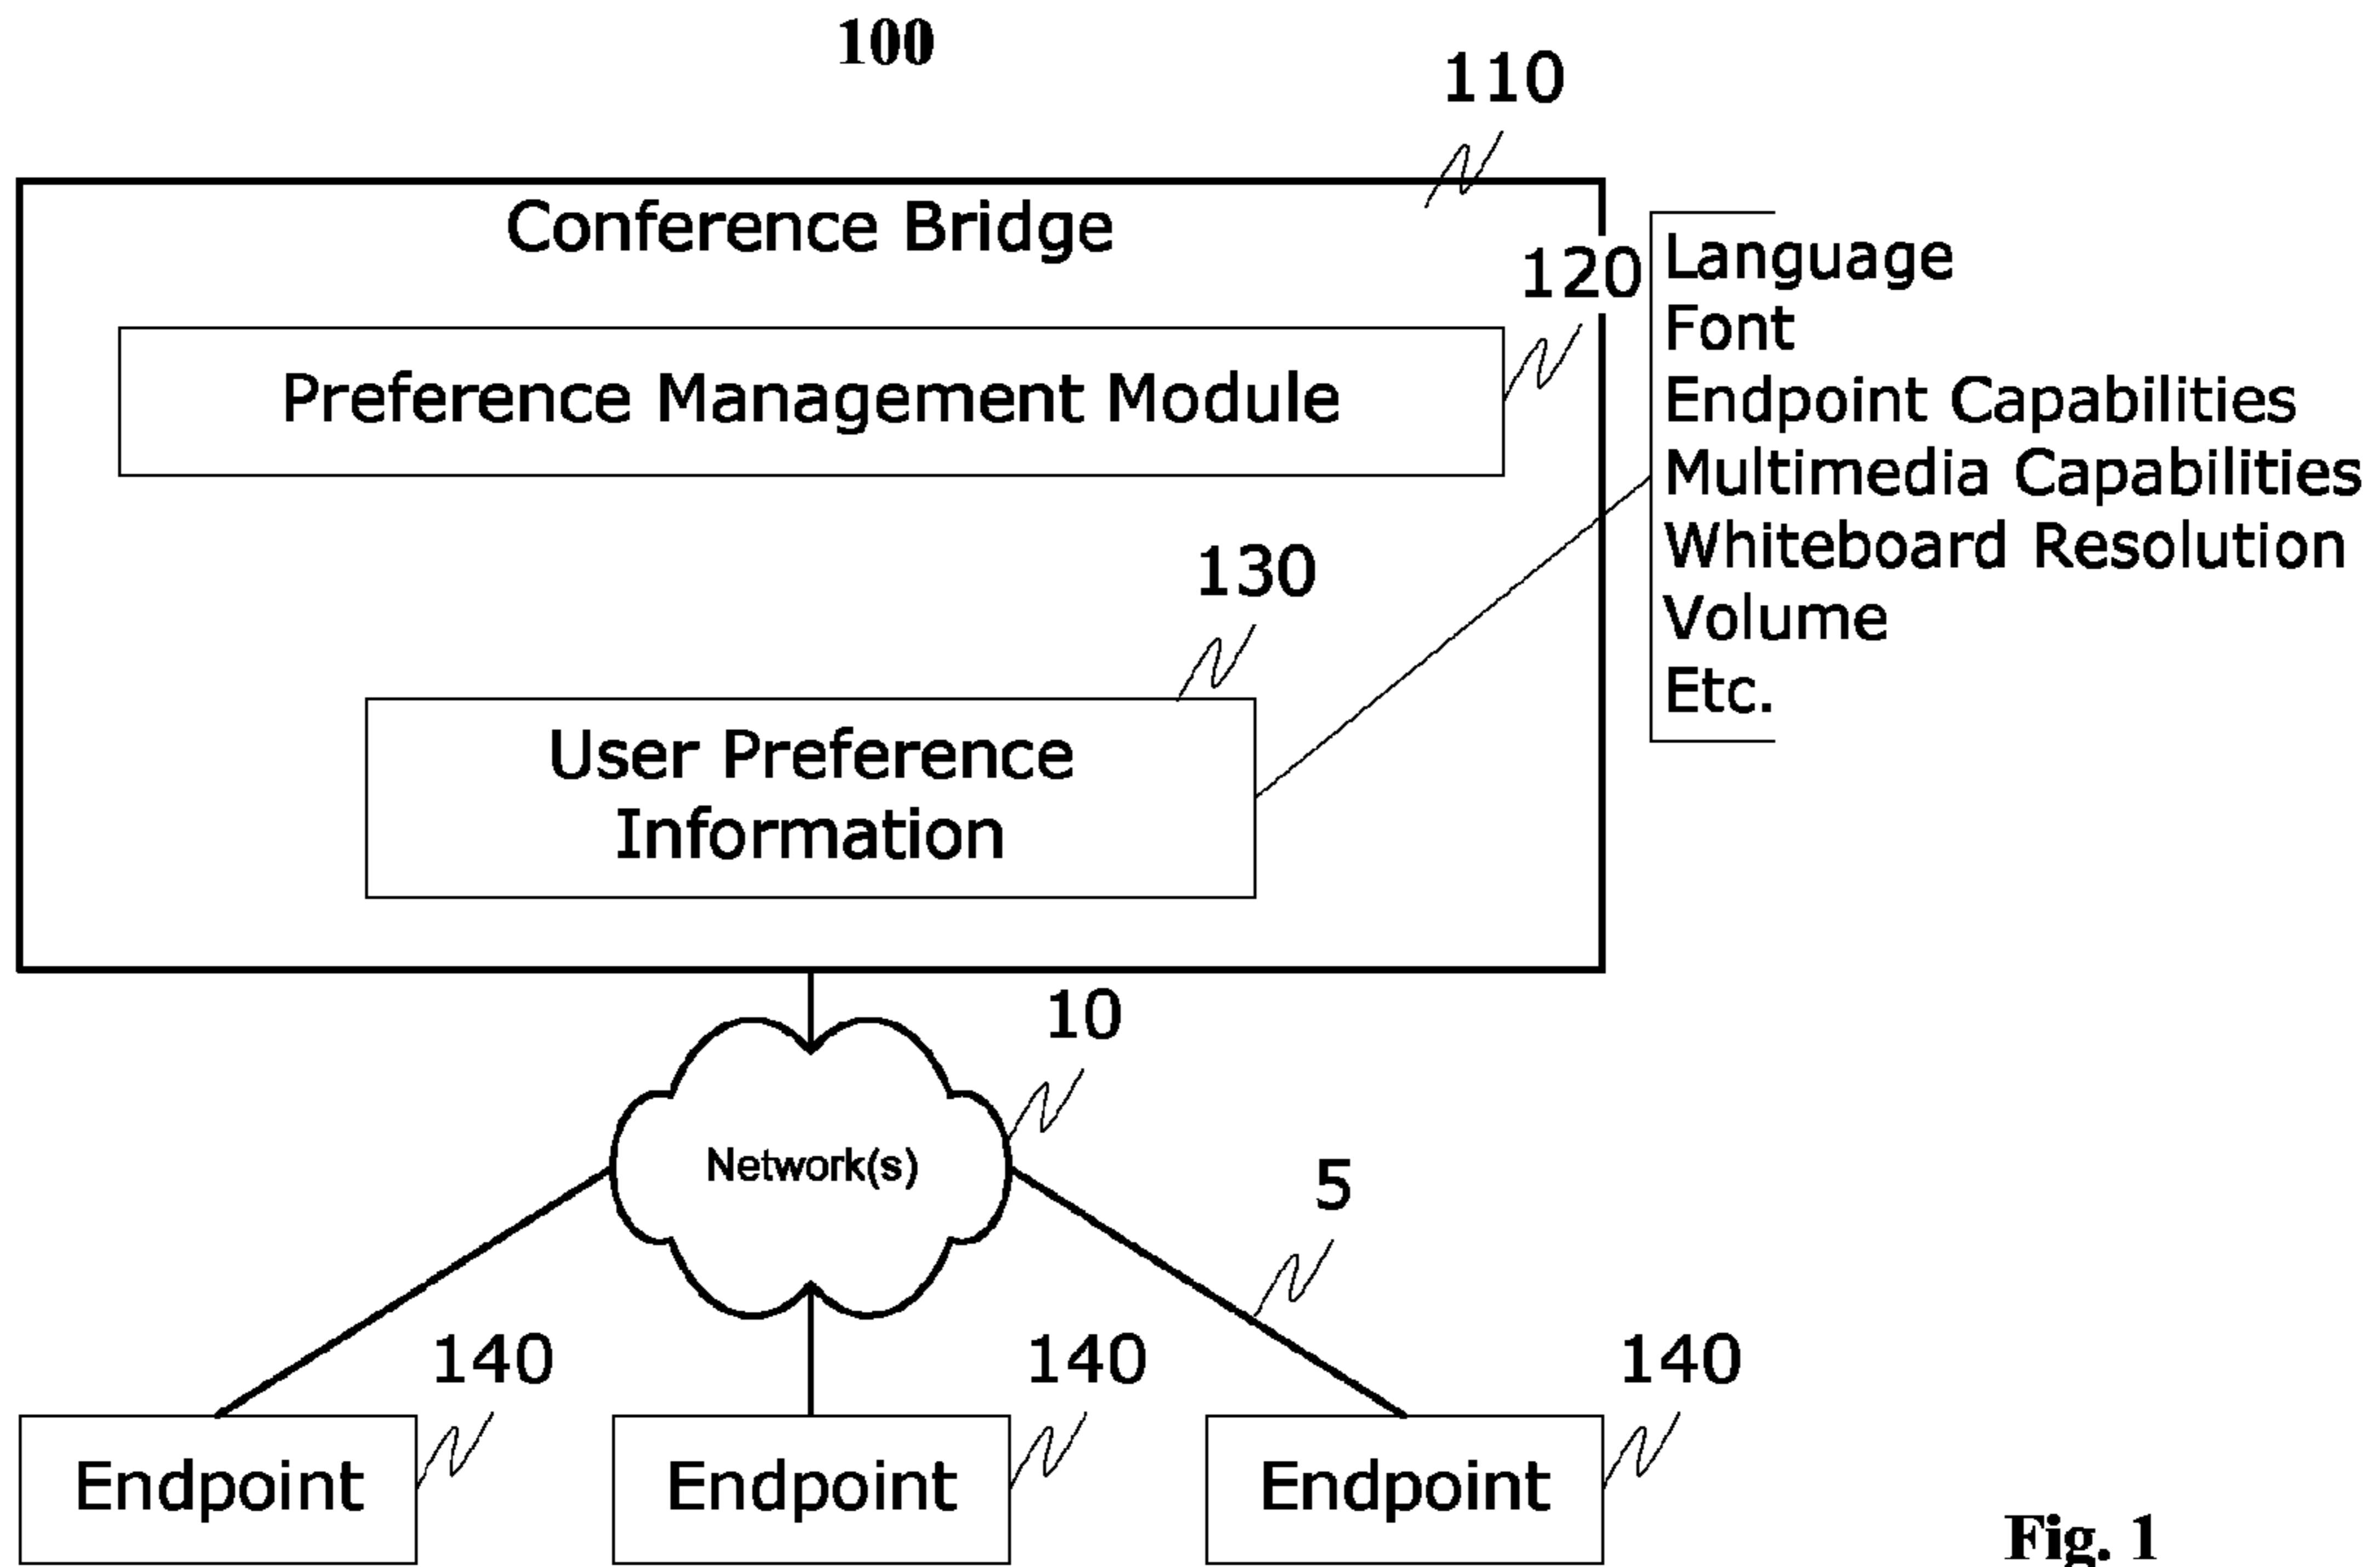 100
110
Conference Bridge
120
Preference Management Module
Language
Font
Endpoint Capabilities
Multimedia Capabilities
Whiteboard Resolution
Volume
Etc.
130
User Preference
Information
10
Network(s)
5
140
140
140
Endpoint
Endpoint
Endpoint
Fig. 1